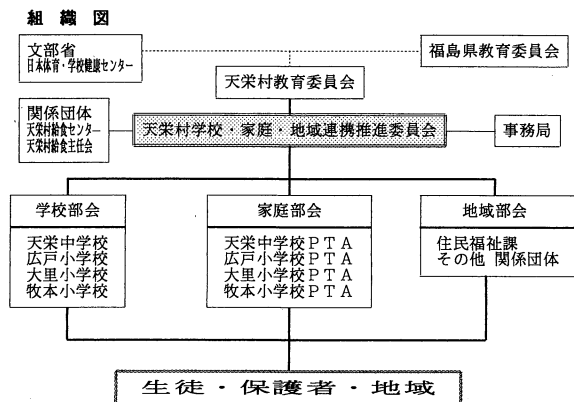 組織図
文部省
日本体育・学校健康センター
福島県教育委員会
天栄村教育委員会
関係団体
天栄村給食センター
天栄村給食主任会
天栄村学校・家庭・地域連携推進委員会
事務局
学校部会
天栄中学校
広戸小学校
大里小学校
牧本小学校
家庭部会
天栄中学校PTA
広戸小学校PTA
大里小学校PTA
牧本小学校PTA
地域部会
住民福祉課
その他 関係団体
生徒・保護者・地域